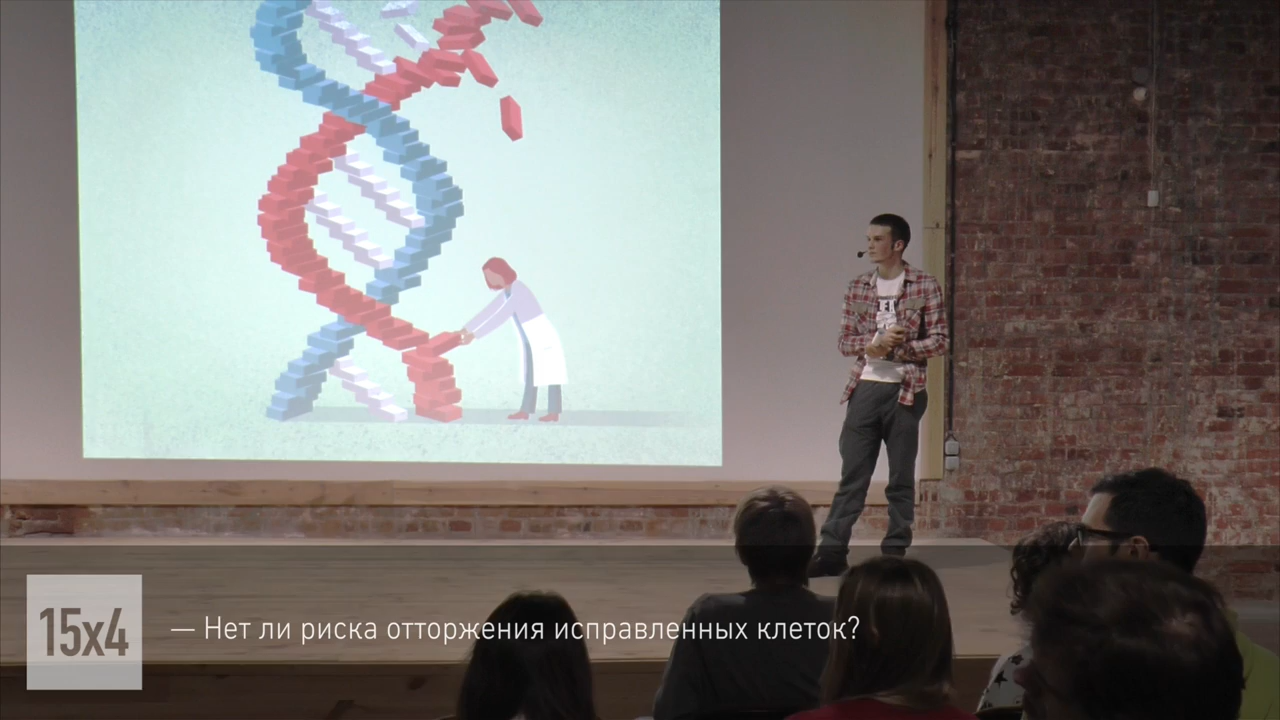 15x4
— Нет ли риска отторжения исправленных клеток?